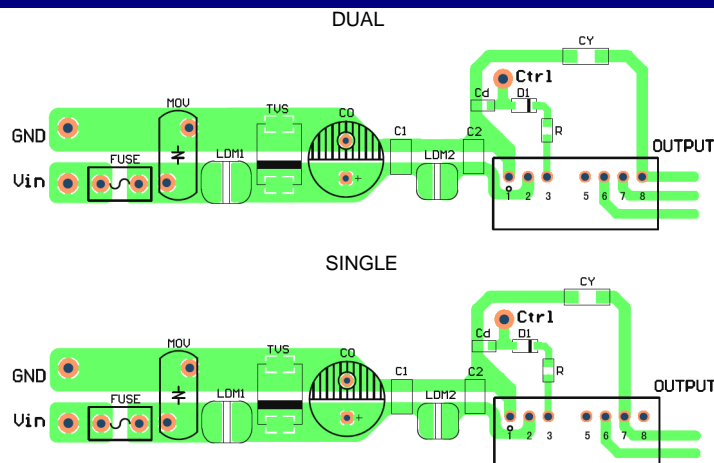 DUAL
CY
Ctrl
Cd D1
MOV TVS CO
C1 C2 R
GND
OUTPUT
FUSE LDM1 LDM2
Vin
+
1 2 3 5 6 7 8
SINGLE
CY
Ctrl
Cd D1
MOV TVS CO
C1 C2 R
GND
OUTPUT
FUSE LDM1 LDM2
Vin
+
1 2 3 5 6 7 8